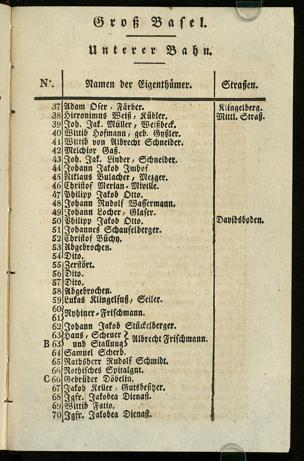 Groß Basel.
Unterer Bahn.
No. Namen der Eigenthümer. Straßen.
37 Adam Oser, Färber. Klingelberg.
38 Hieronimus Weiß, Kübler. Mittl. Straß.
39 Joh. Jak. Müller, Weißbeck.
40 Wittib Hofmann, geb. Gyßler.
41 Wittib von Albrecht Schneider.
42 Melchior Gaß.
43 Joh. Jak. Linder, Schneider.
44 Johann Jakob Imhof.
45 Niklaus Bulacher, Metzger.
46 Christof Merian-Miville.
47 Philipp Jakob Otto.
48 Johann Rudolf Wassermann.
49 Johann Locher, Glaser.
50 Philipp Jakob Otto. Davidsboden.
51 Johannes Schaufelberger.
52 Christof Büchy.
53 Abgebrochen.
54 Dito.
55 Zerstört.
56 Dito.
57 Dito.
58 Abgebrochen.
59 Lukas Klingelfuß, Seiler.
60
61 Ryhiner-Frischmann.
62 Johann Jakob Stückelberger.
63 Haus, Scheuer
B 63 und Stallung Albrecht Frischmann.
64 Samuel Scherb.
65 Rathsherr Rudolf Schmidt.
66 Rothisches Spitalgut.
C 66 Gebrüder Döbelin.
67 Jakob Keller, Gutsbesitzer.
68 Jgfr. Jakobea Dienast.
69 Wittib Fatio.
70 Jgfr. Jakobea Dienast.